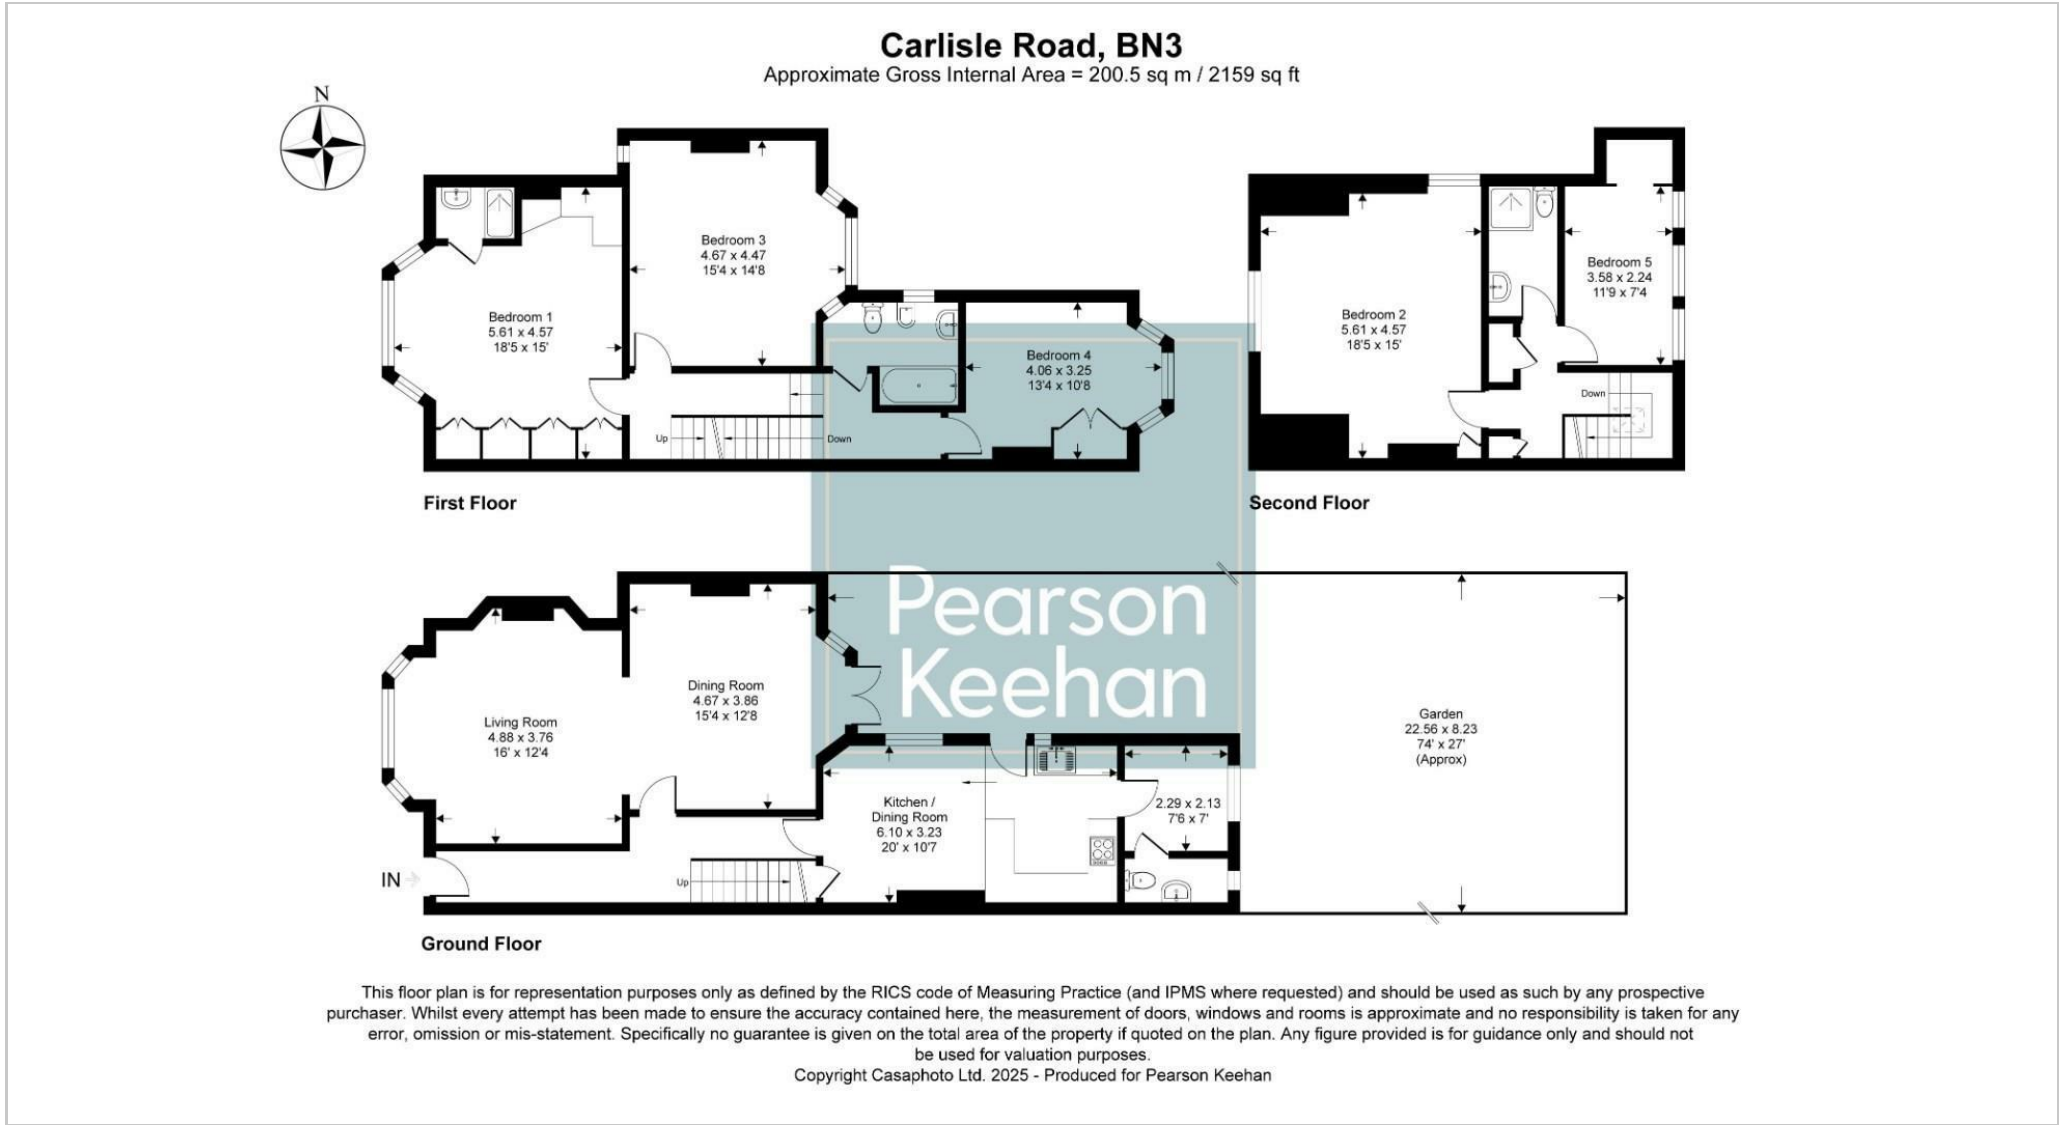 Carlisle Road, BN3
Approximate Gross Internal Area = 200.5 sq m / 2159 sq ft
N
Bedroom 1
5.61 x 4.57
18'5 x 15'
Bedroom 3
4.67 x 4.47
15'4 x 14'8
Bedroom 4
4.06 x 3.25
13'4 x 10'8
Up
Down
First Floor
Bedroom 2
5.61 x 4.57
18'5 x 15'
Bedroom 5
3.58 x 2.24
11'9 x 7'4
Down
Second Floor
Pearson
Keehan
Living Room
4.88 x 3.76
16' x 12'4
Dining Room
4.67 x 3.86
15'4 x 12'8
Kitchen /
Dining Room
6.10 x 3.23
20' x 10'7
2.29 x 2.13
7'6 x 7'
Garden
22.56 x 8.23
74' x 27'
(Approx)
IN
Up
Ground Floor
This floor plan is for representation purposes only as defined by the RICS code of Measuring Practice (and IPMS where requested) and should be used as such by any prospective
purchaser. Whilst every attempt has been made to ensure the accuracy contained here, the measurement of doors, windows and rooms is approximate and no responsibility is taken for any
error, omission or mis-statement. Specifically no guarantee is given on the total area of the property if quoted on the plan. Any figure provided is for guidance only and should not
be used for valuation purposes.
Copyright Casaphoto Ltd. 2025 - Produced for Pearson Keehan